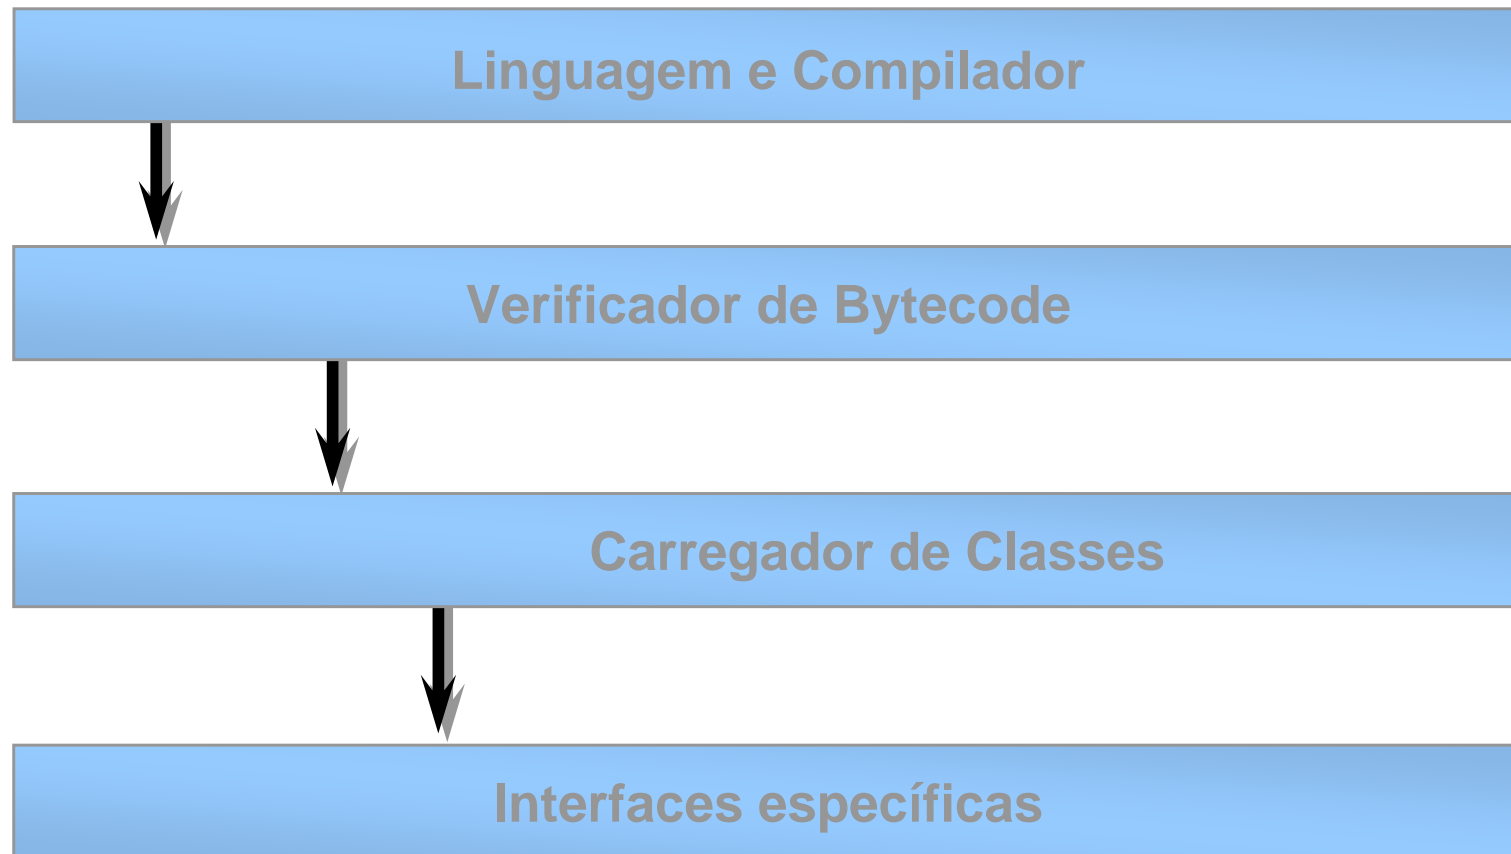 Linguagem e Compilador
Verificador de Bytecode
Carregador de Classes
Interfaces específicas